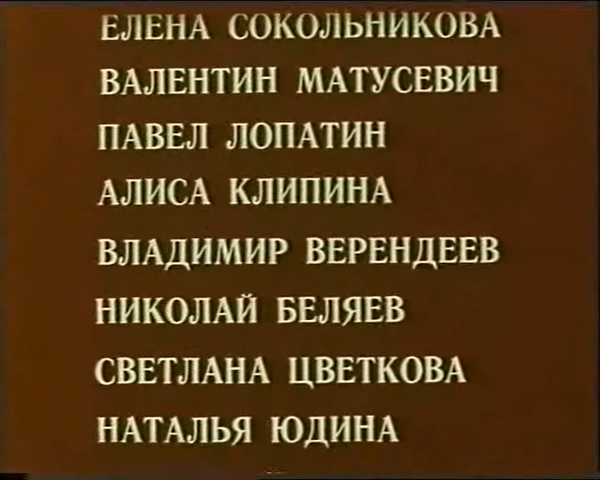 ЕЛЕНА СОКОЛЬНИКОВА
ВАЛЕНТИН МАТУСЕВИЧ
ПАВЕЛ ЛОПАТИН
АЛИСА КЛИПИНА
ВЛАДИМИР ВЕРЕНДЕЕВ
НИКОЛАЙ БЕЛЯЕВ
СВЕТЛАНА ЦВЕТКОВА
НАТАЛЬЯ ЮДИНА